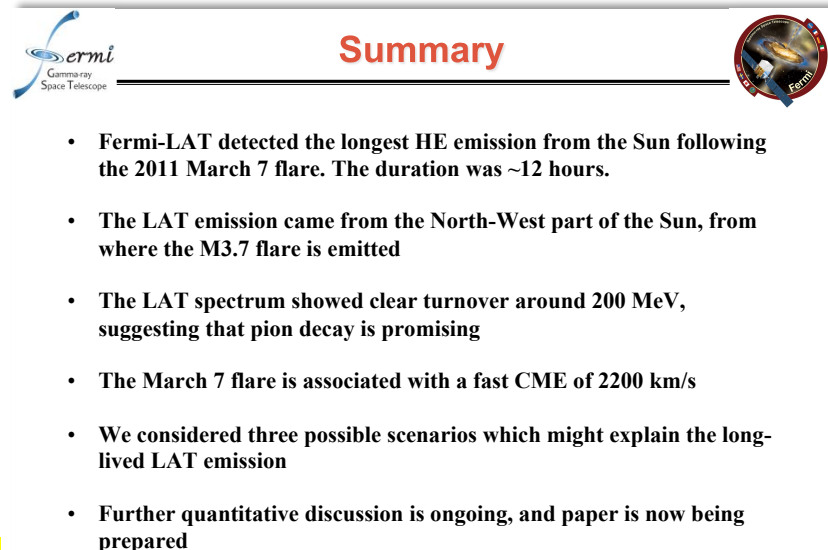 Summary
Fermi
Gamma-ray
Space Telescope
Fermi
• Fermi-LAT detected the longest HE emission from the Sun following
the 2011 March 7 flare. The duration was ~12 hours.
• The LAT emission came from the North-West part of the Sun, from
where the M3.7 flare is emitted
• The LAT spectrum showed clear turnover around 200 MeV,
suggesting that pion decay is promising
• The March 7 flare is associated with a fast CME of 2200 km/s
• We considered three possible scenarios which might explain the long-
lived LAT emission
• Further quantitative discussion is ongoing, and paper is now being
prepared